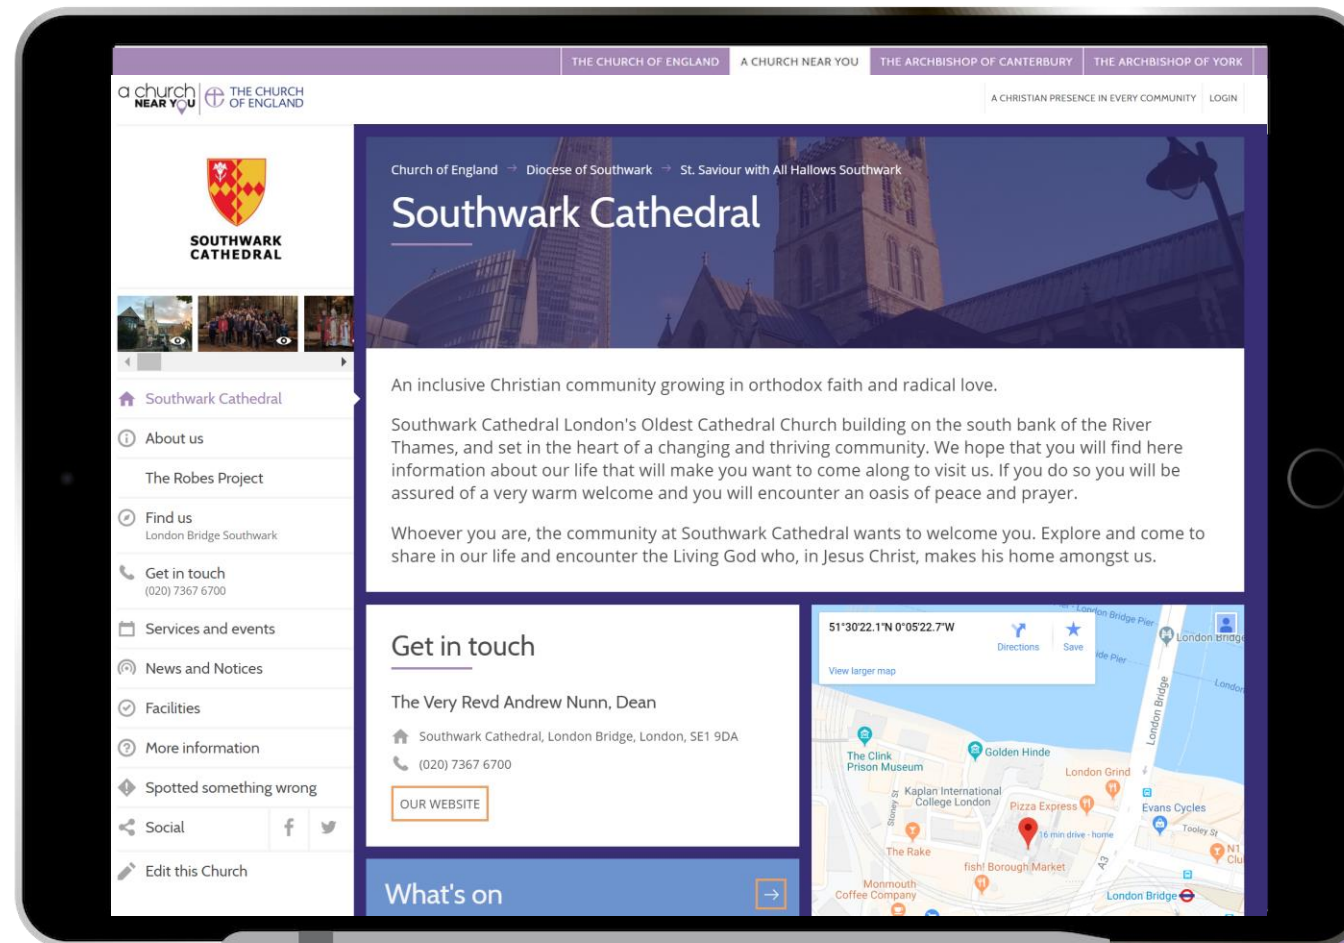 THE CHURCH OF ENGLAND
A CHURCH NEAR YOU
THE ARCHBISHOP OF CANTERBURY
THE ARCHBISHOP OF YORK
a church
NEAR YOU
THE CHURCH
OF ENGLAND
A CHRISTIAN PRESENCE IN EVERY COMMUNITY
LOGIN
SOUTHWARK
CATHEDRAL
Southwark Cathedral
About us
The Robes Project
Find us
London Bridge Southwark
Get in touch
(020) 7367 6700
Services and events
News and Notices
Facilities
More information
Spotted something wrong
Social
Edit this Church
Church of England → Diocese of Southwark → St. Saviour with All Hallows Southwark
Southwark Cathedral
An inclusive Christian community growing in orthodox faith and radical love.
Southwark Cathedral London's Oldest Cathedral Church building on the south bank of the River
Thames, and set in the heart of a changing and thriving community. We hope that you will find here
information about our life that will make you want to come along to visit us. If you do so you will be
assured of a very warm welcome and you will encounter an oasis of peace and prayer.
Whoever you are, the community at Southwark Cathedral wants to welcome you. Explore and come to
share in our life and encounter the Living God who, in Jesus Christ, makes his home amongst us.
Get in touch
The Very Revd Andrew Nunn, Dean
Southwark Cathedral, London Bridge, London, SE1 9DA
(020) 7367 6700
OUR WEBSITE
What's on
51°30'22.1"N 0°05'22.7"W
Directions
Save
View larger map
London Bridge Pier
London Bridge
Pier
London
London Bridge
The Clink
Prison Museum
Golden Hinde
London Grind
Kaplan International
College London
Stoney St
Pizza Express
Evans Cycles
16 min drive - home
Tooley St
The Rake
N1
fish! Borough Market
A3
Monmouth
Coffee Company
London Bridge